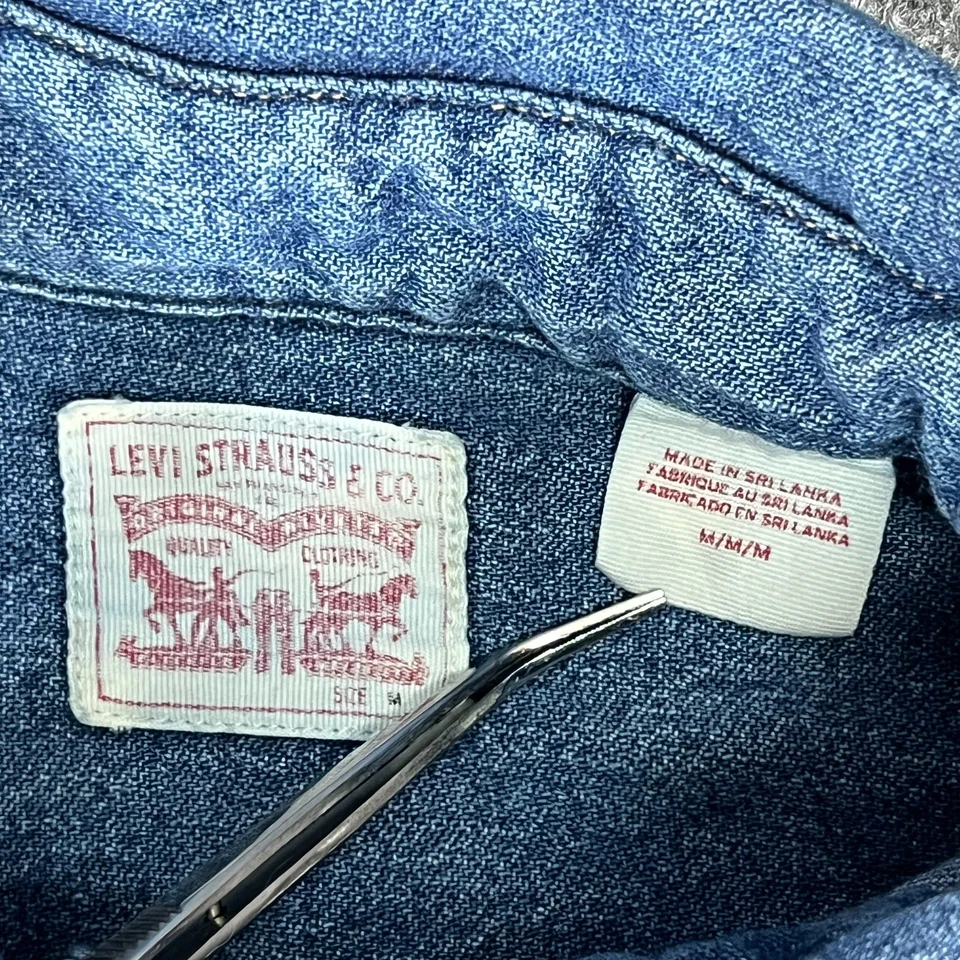 LEVI STRAUSS & CO.
QUALITY CLOTHING
SIZE M
MADE IN SRI LANKA
FABRIQUE AU SRI LANKA
FABRICADO EN SRI LANKA
M/M/M